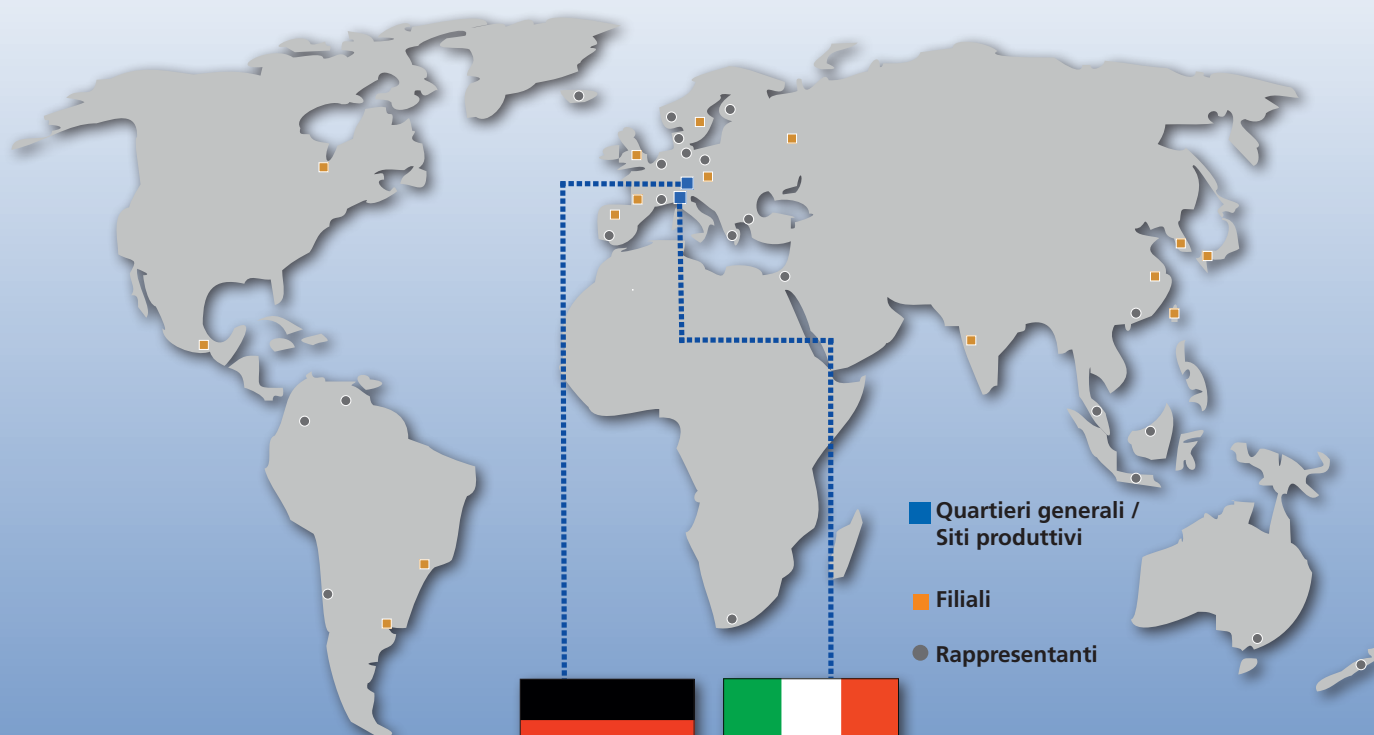 Quartieri generali /
Siti produttivi
Filiali
Rappresentanti